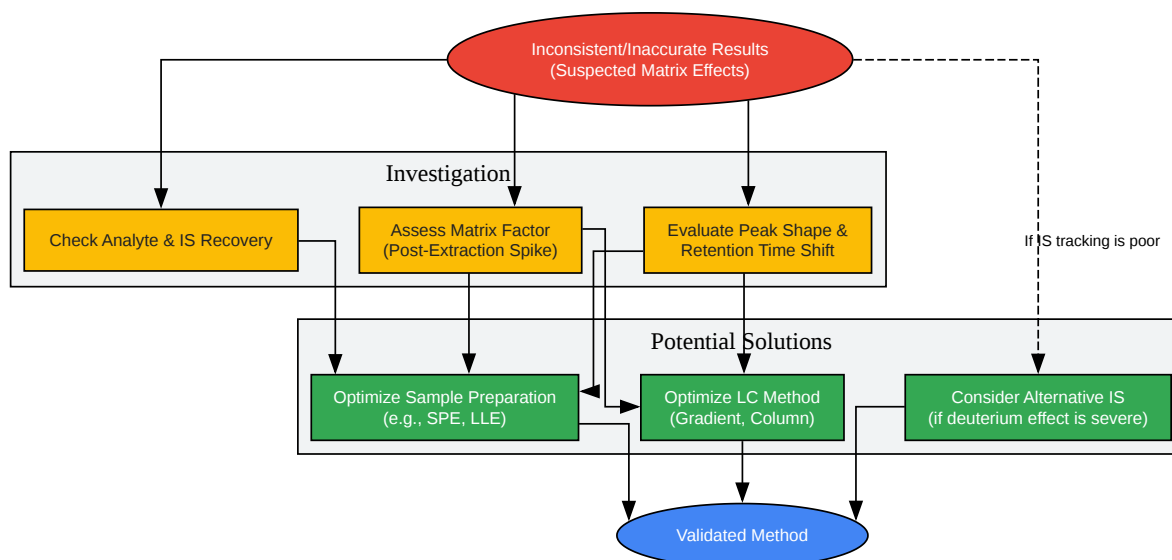 Inconsistent/Inaccurate Results
(Suspected Matrix Effects)
Investigation
Check Analyte & IS Recovery
Assess Matrix Factor
(Post-Extraction Spike)
Evaluate Peak Shape &
Retention Time Shift
If IS tracking is poor
Potential Solutions
Optimize Sample Preparation
(e.g., SPE, LLE)
Optimize LC Method
(Gradient, Column)
Consider Alternative IS
(if deuterium effect is severe)
Validated Method